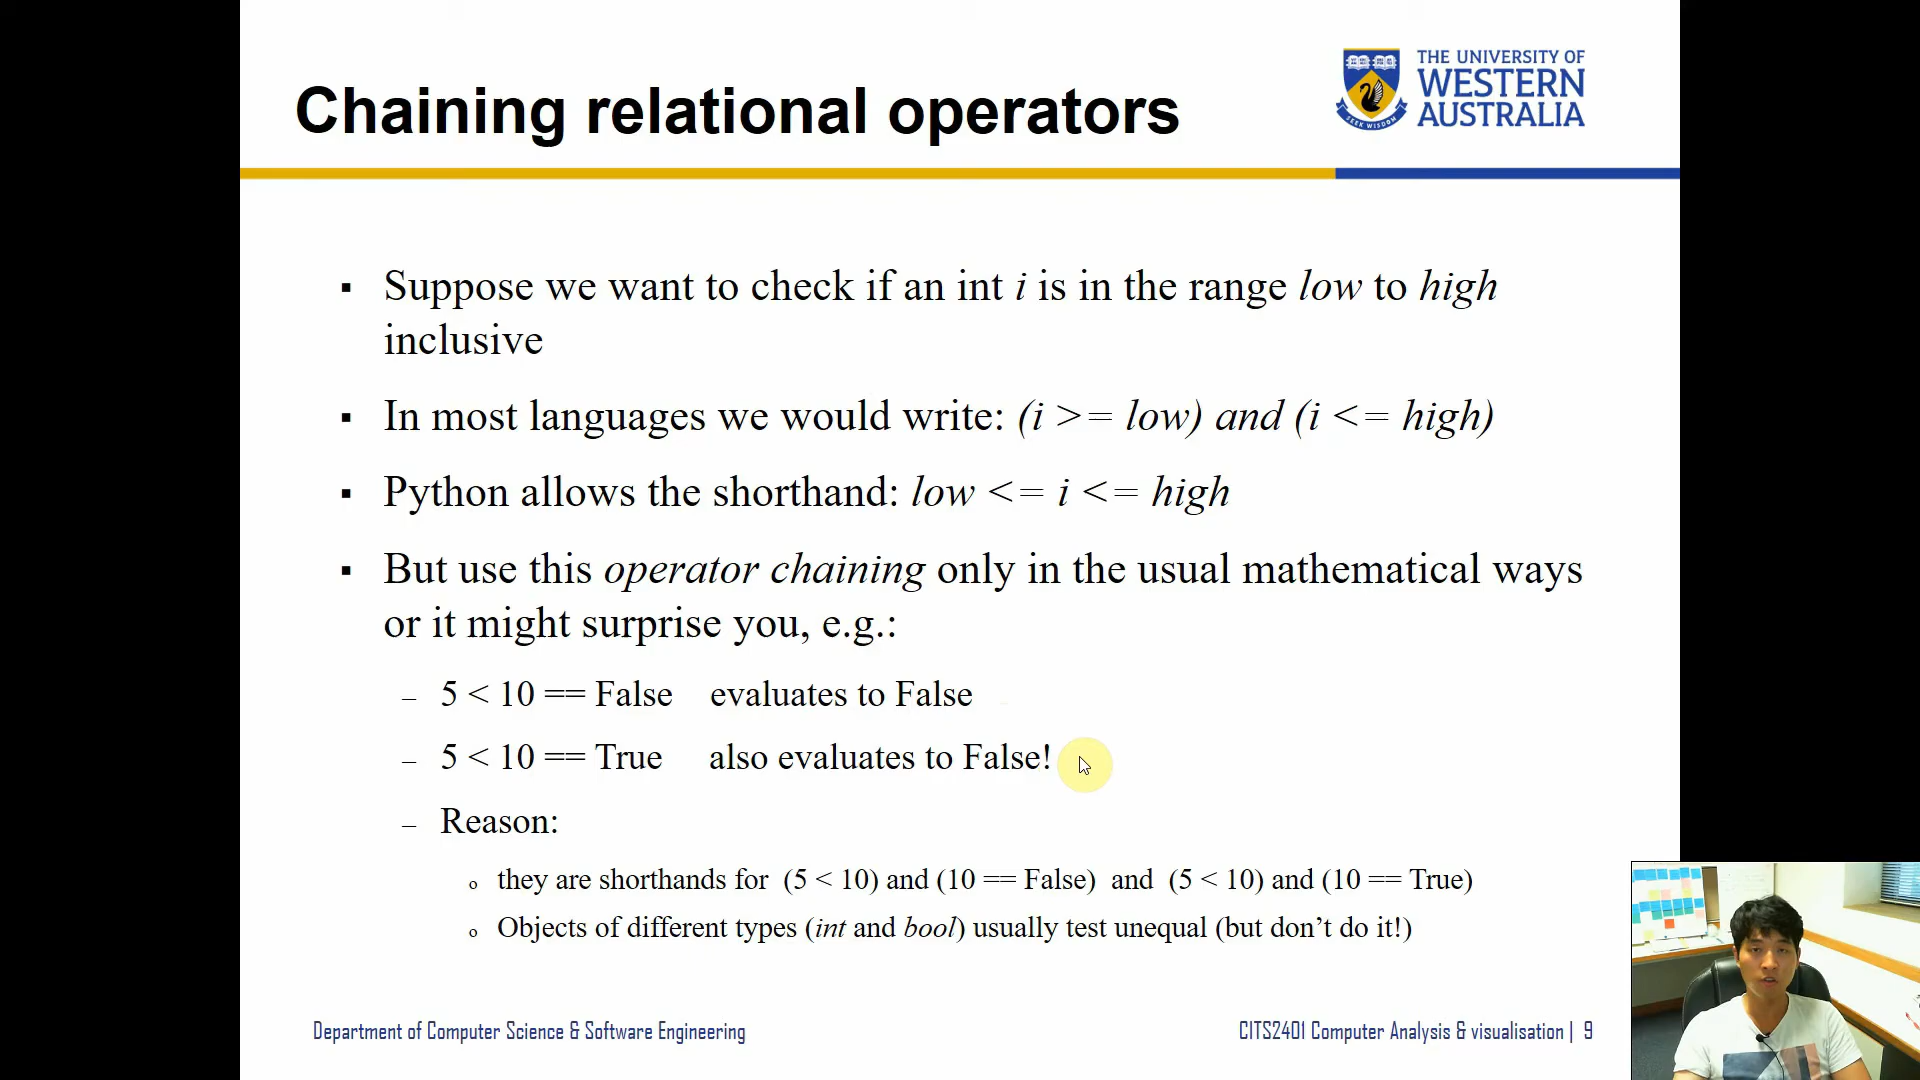 THE UNIVERSITY OF
WESTERN
AUSTRALIA
SEEK WISDOM
Chaining relational operators
▪ Suppose we want to check if an int i is in the range low to high
inclusive
▪ In most languages we would write: (i >= low) and (i <= high)
▪ Python allows the shorthand: low <= i <= high
▪ But use this operator chaining only in the usual mathematical ways
or it might surprise you, e.g.:
– 5 < 10 == False evaluates to False
– 5 < 10 == True also evaluates to False!
– Reason:
o they are shorthands for (5 < 10) and (10 == False) and (5 < 10) and (10 == True)
o Objects of different types (int and bool) usually test unequal (but don’t do it!)
Department of Computer Science & Software Engineering
CITS2401 Computer Analysis & visualisation | 9